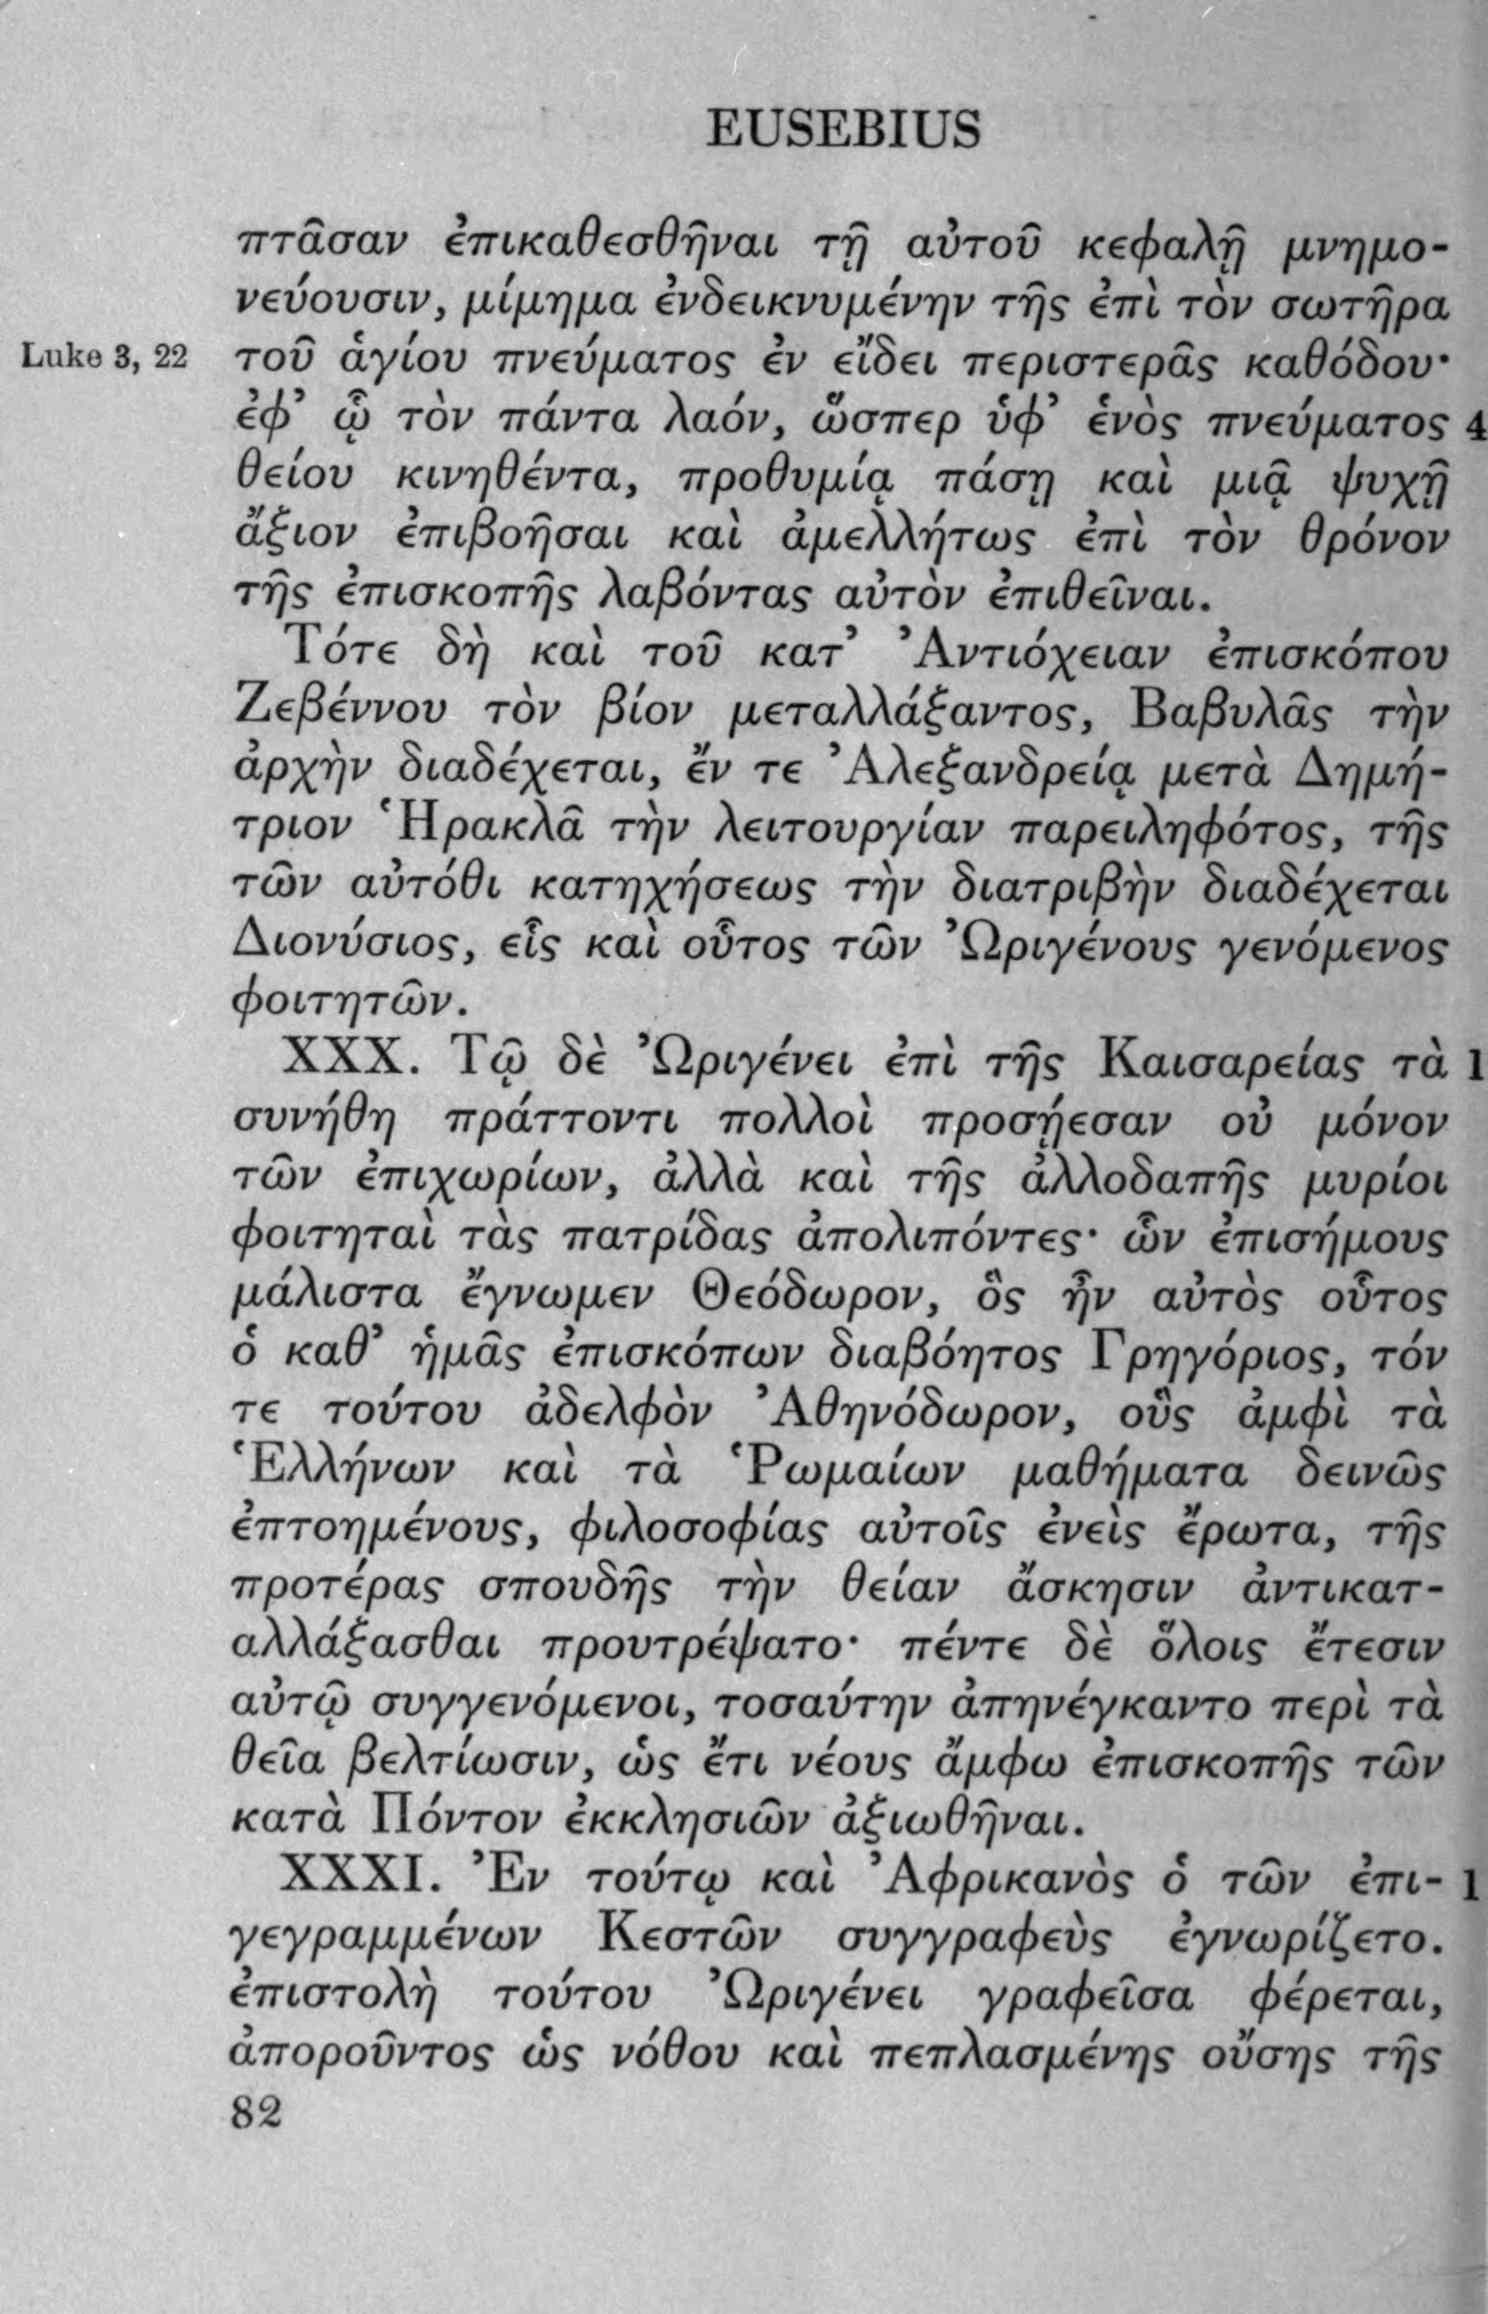 EUSEBIUS
πτᾶσαν ἐπικαθεσθῆναι τῇ αὐτοῦ κεφαλῇ μνημο-
νεύουσιν, μίμημα ἐνδεικνυμένην τῆς ἐπὶ τὸν σωτῆρα
Luke 3, 22 τοῦ ἁγίου πνεύματος ἐν εἴδει περιστερᾶς καθόδου·
ἐφ’ ᾧ τὸν πάντα λαόν, ὥσπερ ὑφ’ ἑνὸς πνεύματος 4
θείου κινηθέντα, προθυμίᾳ πάσῃ καὶ μιᾷ ψυχῇ
ἄξιον ἐπιβοῆσαι καὶ ἀμελλήτως ἐπὶ τὸν θρόνον
τῆς ἐπισκοπῆς λαβόντας αὐτὸν ἐπιθεῖναι.
Τότε δὴ καὶ τοῦ κατ’ Ἀντιόχειαν ἐπισκόπου
Ζεβέννου τὸν βίον μεταλλάξαντος, Βαβυλᾶς τὴν
ἀρχὴν διαδέχεται, ἔν τε Ἀλεξανδρείᾳ μετὰ Δημή-
τριον Ἡρακλᾶ τὴν λειτουργίαν παρειληφότος, τῆς
τῶν αὐτόθι κατηχήσεως τὴν διατριβὴν διαδέχεται
Διονύσιος, εἷς καὶ οὗτος τῶν Ὠριγένους γενόμενος
φοιτητῶν.
XXX. Τῷ δὲ Ὠριγένει ἐπὶ τῆς Καισαρείας τὰ 1
συνήθη πράττοντι πολλοὶ προσῄεσαν οὐ μόνον
τῶν ἐπιχωρίων, ἀλλὰ καὶ τῆς ἀλλοδαπῆς μυρίοι
φοιτηταὶ τὰς πατρίδας ἀπολιπόντες· ὧν ἐπισήμους
μάλιστα ἔγνωμεν Θεόδωρον, ὃς ἦν αὐτὸς οὗτος
ὁ καθ’ ἡμᾶς ἐπισκόπων διαβόητος Γρηγόριος, τόν
τε τούτου ἀδελφὸν Ἀθηνόδωρον, οὓς ἀμφὶ τὰ
Ἑλλήνων καὶ τὰ Ῥωμαίων μαθήματα δεινῶς
ἐπτοημένους, φιλοσοφίας αὐτοῖς ἐνεὶς ἔρωτα, τῆς
προτέρας σπουδῆς τὴν θείαν ἄσκησιν ἀντικατ-
αλλάξασθαι προυτρέψατο· πέντε δὲ ὅλοις ἔτεσιν
αὐτῷ συγγενόμενοι, τοσαύτην ἀπηνέγκαντο περὶ τὰ
θεῖα βελτίωσιν, ὡς ἔτι νέους ἄμφω ἐπισκοπῆς τῶν
κατὰ Πόντον ἐκκλησιῶν ἀξιωθῆναι.
XXXI. Ἐν τούτῳ καὶ Ἀφρικανὸς ὁ τῶν ἐπι- 1
γεγραμμένων Κεστῶν συγγραφεὺς ἐγνωρίζετο.
ἐπιστολὴ τούτου Ὠριγένει γραφεῖσα φέρεται,
ἀποροῦντος ὡς νόθου καὶ πεπλασμένης οὔσης τῆς
82